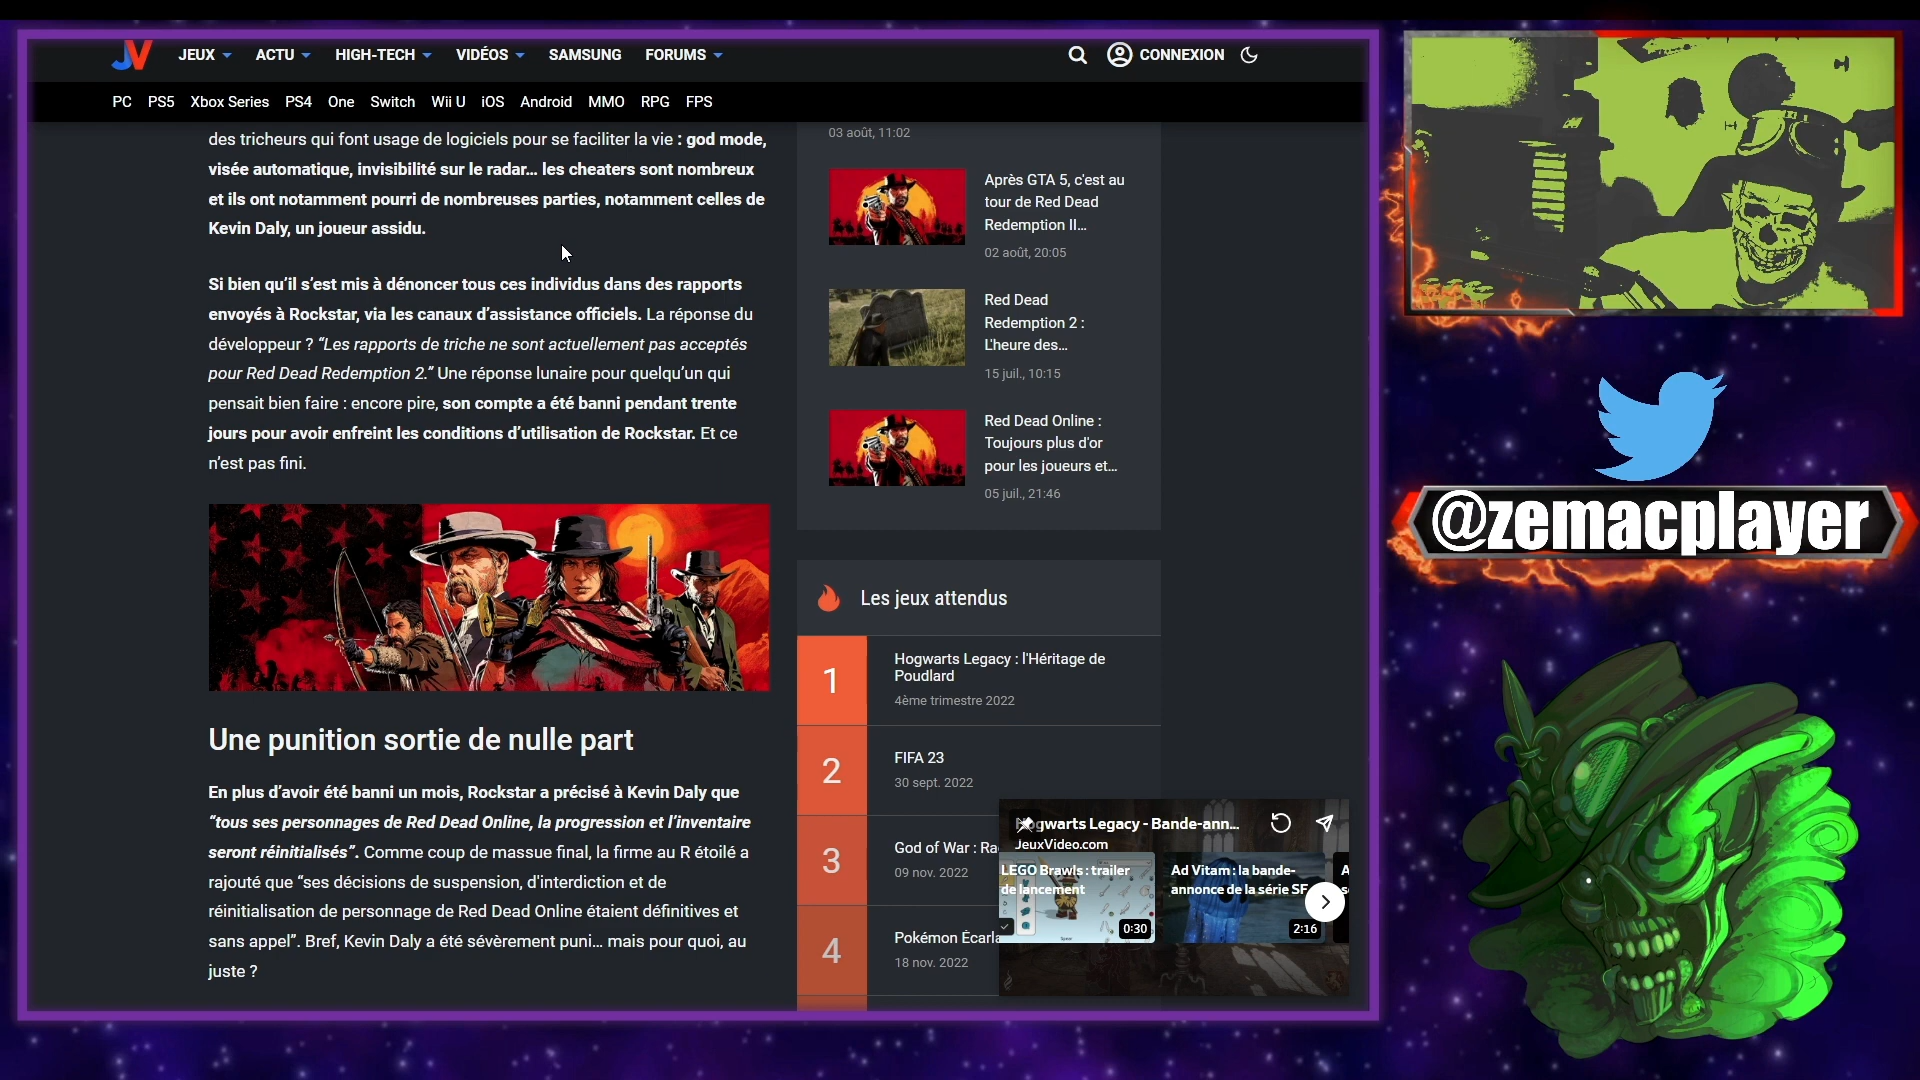 JV JEUX ACTU HIGH-TECH VIDÉOS SAMSUNG FORUMS CONNEXION
PC PS5 Xbox Series PS4 One Switch Wii U iOS Android MMO RPG FPS
des tricheurs qui font usage de logiciels pour se faciliter la vie : god mode,
visée automatique, invisibilité sur le radar... les cheaters sont nombreux
et ils ont notamment pourri de nombreuses parties, notamment celles de
Kevin Daly, un joueur assidu.
Si bien qu’il s’est mis à dénoncer tous ces individus dans des rapports
envoyés à Rockstar, via les canaux d’assistance officiels. La réponse du
développeur ? “Les rapports de triche ne sont actuellement pas acceptés
pour Red Dead Redemption 2.” Une réponse lunaire pour quelqu’un qui
pensait bien faire : encore pire, son compte a été banni pendant trente
jours pour avoir enfreint les conditions d’utilisation de Rockstar. Et ce
n’est pas fini.
Une punition sortie de nulle part
En plus d’avoir été banni un mois, Rockstar a précisé à Kevin Daly que
“tous ses personnages de Red Dead Online, la progression et l’inventaire
seront réinitialisés”. Comme coup de massue final, la firme au R étoilé a
rajouté que “ses décisions de suspension, d'interdiction et de
réinitialisation de personnage de Red Dead Online étaient définitives et
sans appel”. Bref, Kevin Daly a été sévèrement puni... mais pour quoi, au
juste ?
03 août, 11:02
Après GTA 5, c'est au
tour de Red Dead
Redemption II...
02 août, 20:05
Red Dead
Redemption 2 :
L'heure des...
15 juil., 10:15
Red Dead Online :
Toujours plus d'or
pour les joueurs et...
05 juil., 21:46
Les jeux attendus
1
Hogwarts Legacy : l'Héritage de
Poudlard
4ème trimestre 2022
2
FIFA 23
30 sept. 2022
3
God of War : Ra
09 nov. 2022
4
Pokémon Écarla
18 nov. 2022
Hogwarts Legacy - Bande-ann...
JeuxVideo.com
LEGO Brawls : trailer
de lancement
0:30
Ad Vitam : la bande-
annonce de la série SF
2:16
@zemacplayer